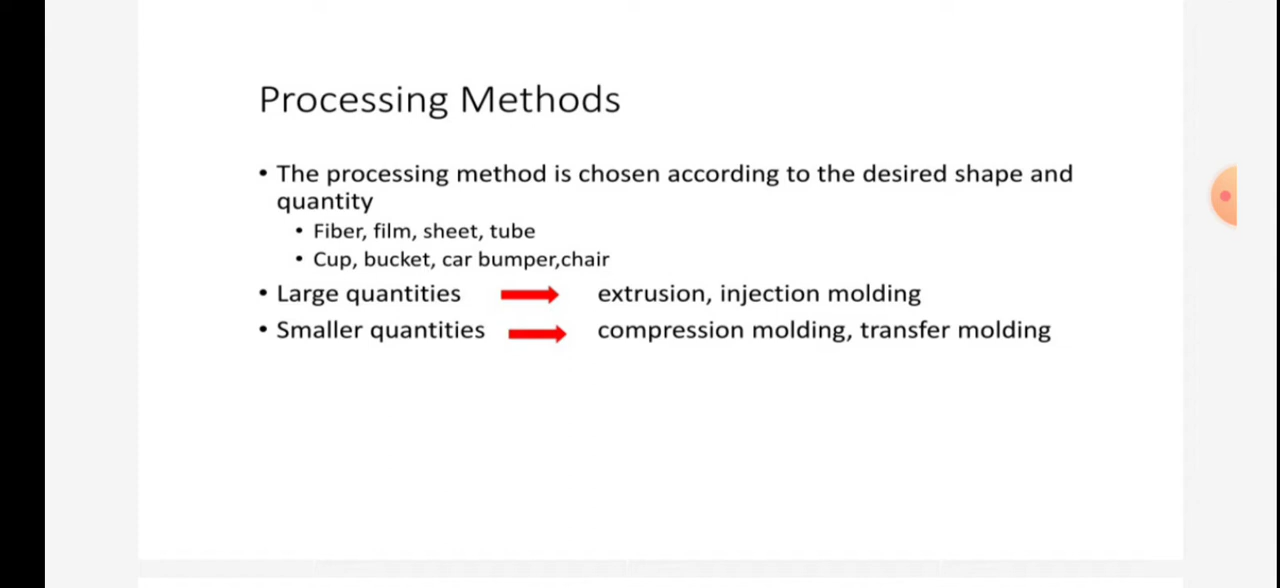 Processing Methods
• The processing method is chosen according to the desired shape and
quantity
• Fiber, film, sheet, tube
• Cup, bucket, car bumper,chair
• Large quantities extrusion, injection molding
• Smaller quantities compression molding, transfer molding